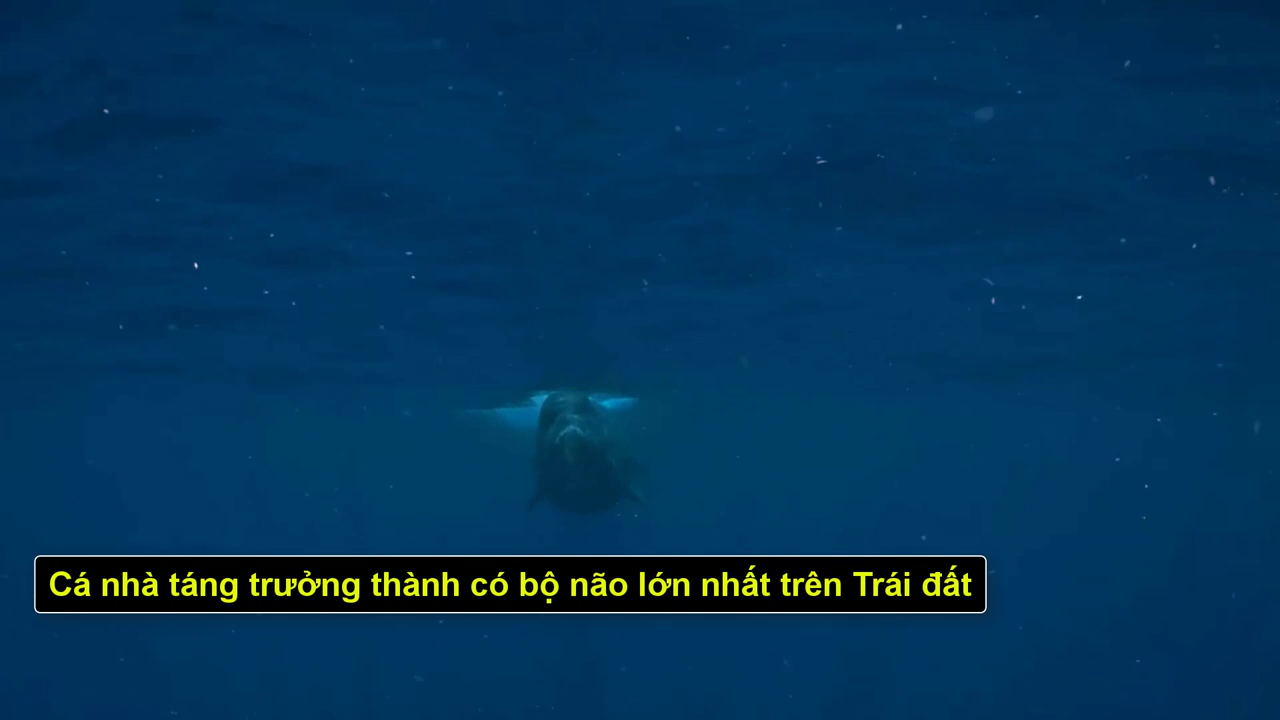 Cá nhà táng trưởng thành có bộ não lớn nhất trên Trái đất